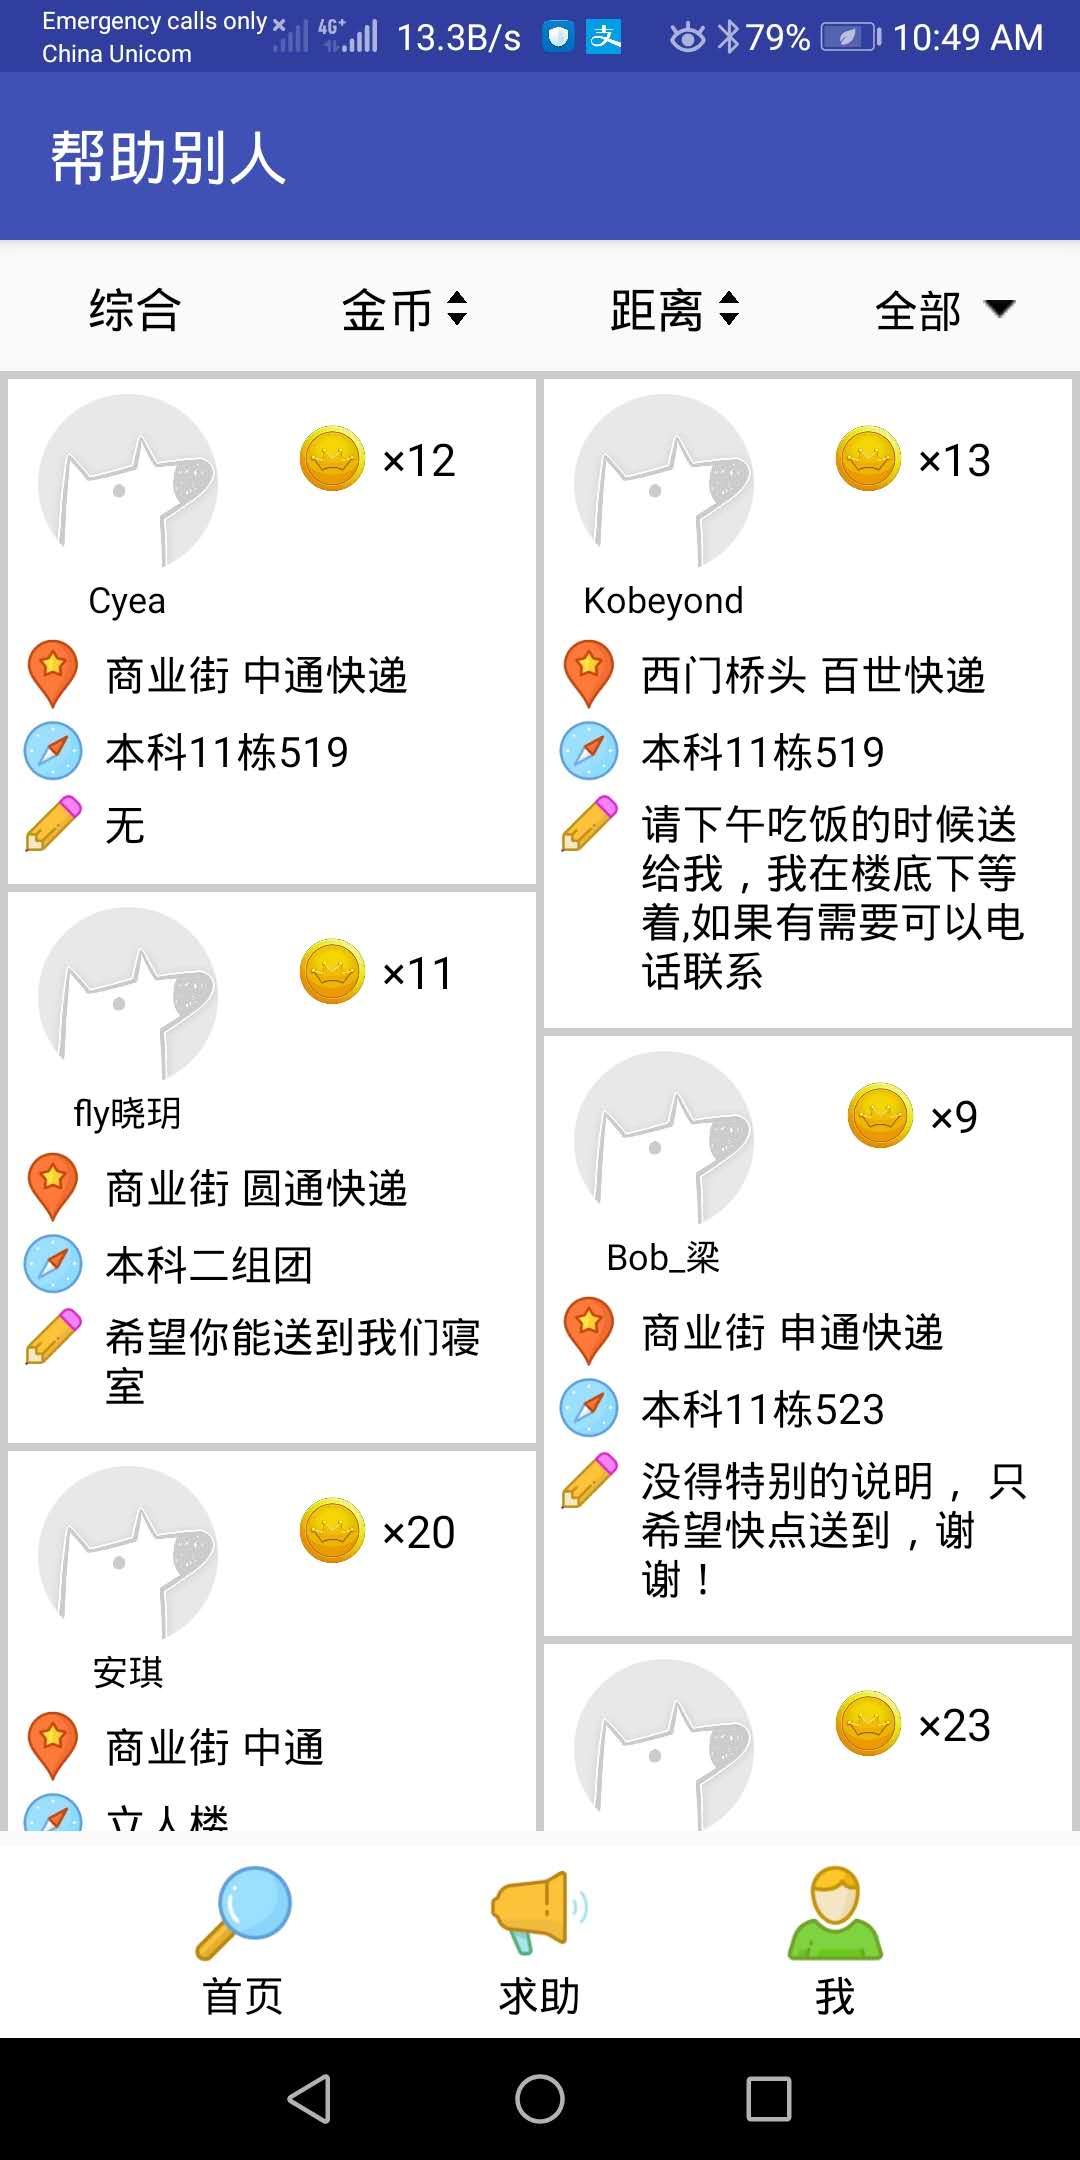 Emergency calls only
China Unicom
4G+
13.3B/s
支
79%
10:49 AM
帮助别人
综合
金币
距离
全部
×12
Cyea
商业街 中通快递
本科11栋519
无
×13
Kobeyond
西门桥头 百世快递
本科11栋519
请下午吃饭的时候送
给我，我在楼底下等
着,如果有需要可以电
话联系
×11
fly晓玥
商业街 圆通快递
本科二组团
希望你能送到我们寝
室
×9
Bob_梁
商业街 申通快递
本科11栋523
没得特别的说明， 只
希望快点送到，谢
谢！
×20
安琪
商业街 中通
立人楼
×23
首页
求助
我